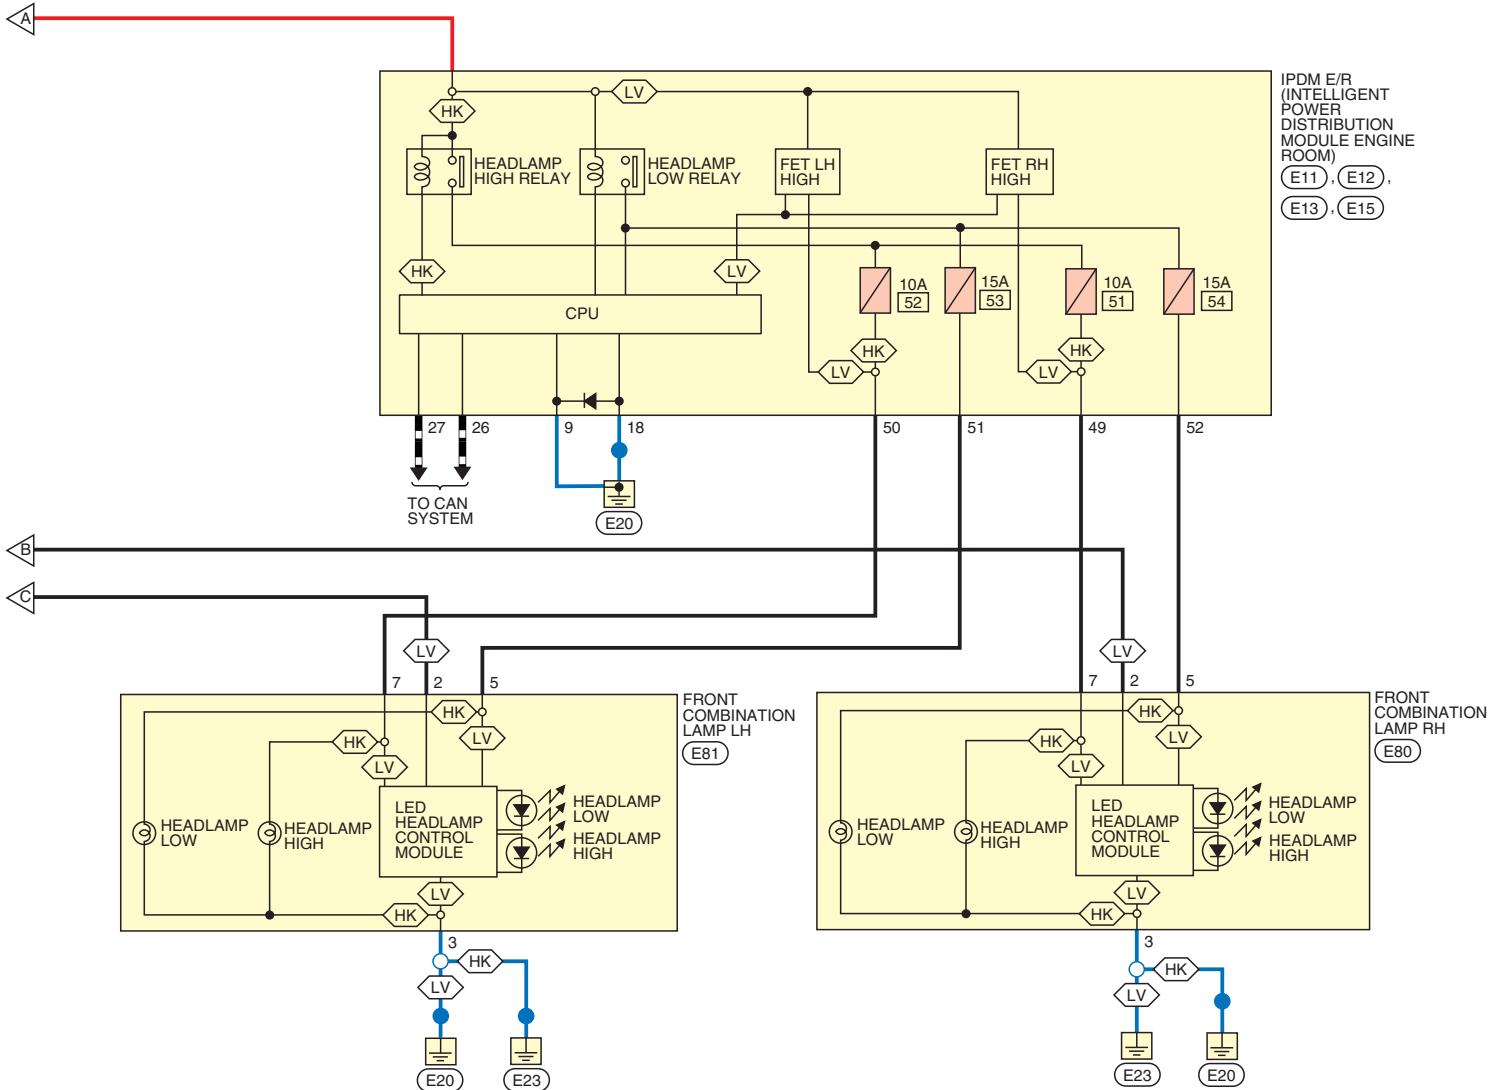 A
IPDM E/R
(INTELLIGENT
POWER
DISTRIBUTION
MODULE ENGINE
ROOM)
E11 , E12 ,
E13 , E15
LV
HK
HEADLAMP
HIGH RELAY
HEADLAMP
LOW RELAY
FET LH
HIGH
FET RH
HIGH
HK
LV
10A
52
15A
53
10A
51
15A
54
CPU
HK
HK
LV
LV
27
26
9
18
50
51
49
52
TO CAN
SYSTEM
E20
B
C
LV
LV
7
2
5
7
2
5
FRONT
COMBINATION
LAMP LH
E81
HK
LV
HK
LV
LED
HEADLAMP
CONTROL
MODULE
HEADLAMP
LOW
HEADLAMP
HIGH
HEADLAMP
LOW
HEADLAMP
HIGH
LV
HK
3
HK
LV
E20
E23
FRONT
COMBINATION
LAMP RH
E80
HK
LV
HK
LV
LED
HEADLAMP
CONTROL
MODULE
HEADLAMP
LOW
HEADLAMP
HIGH
HEADLAMP
LOW
HEADLAMP
HIGH
LV
HK
3
HK
LV
E23
E20